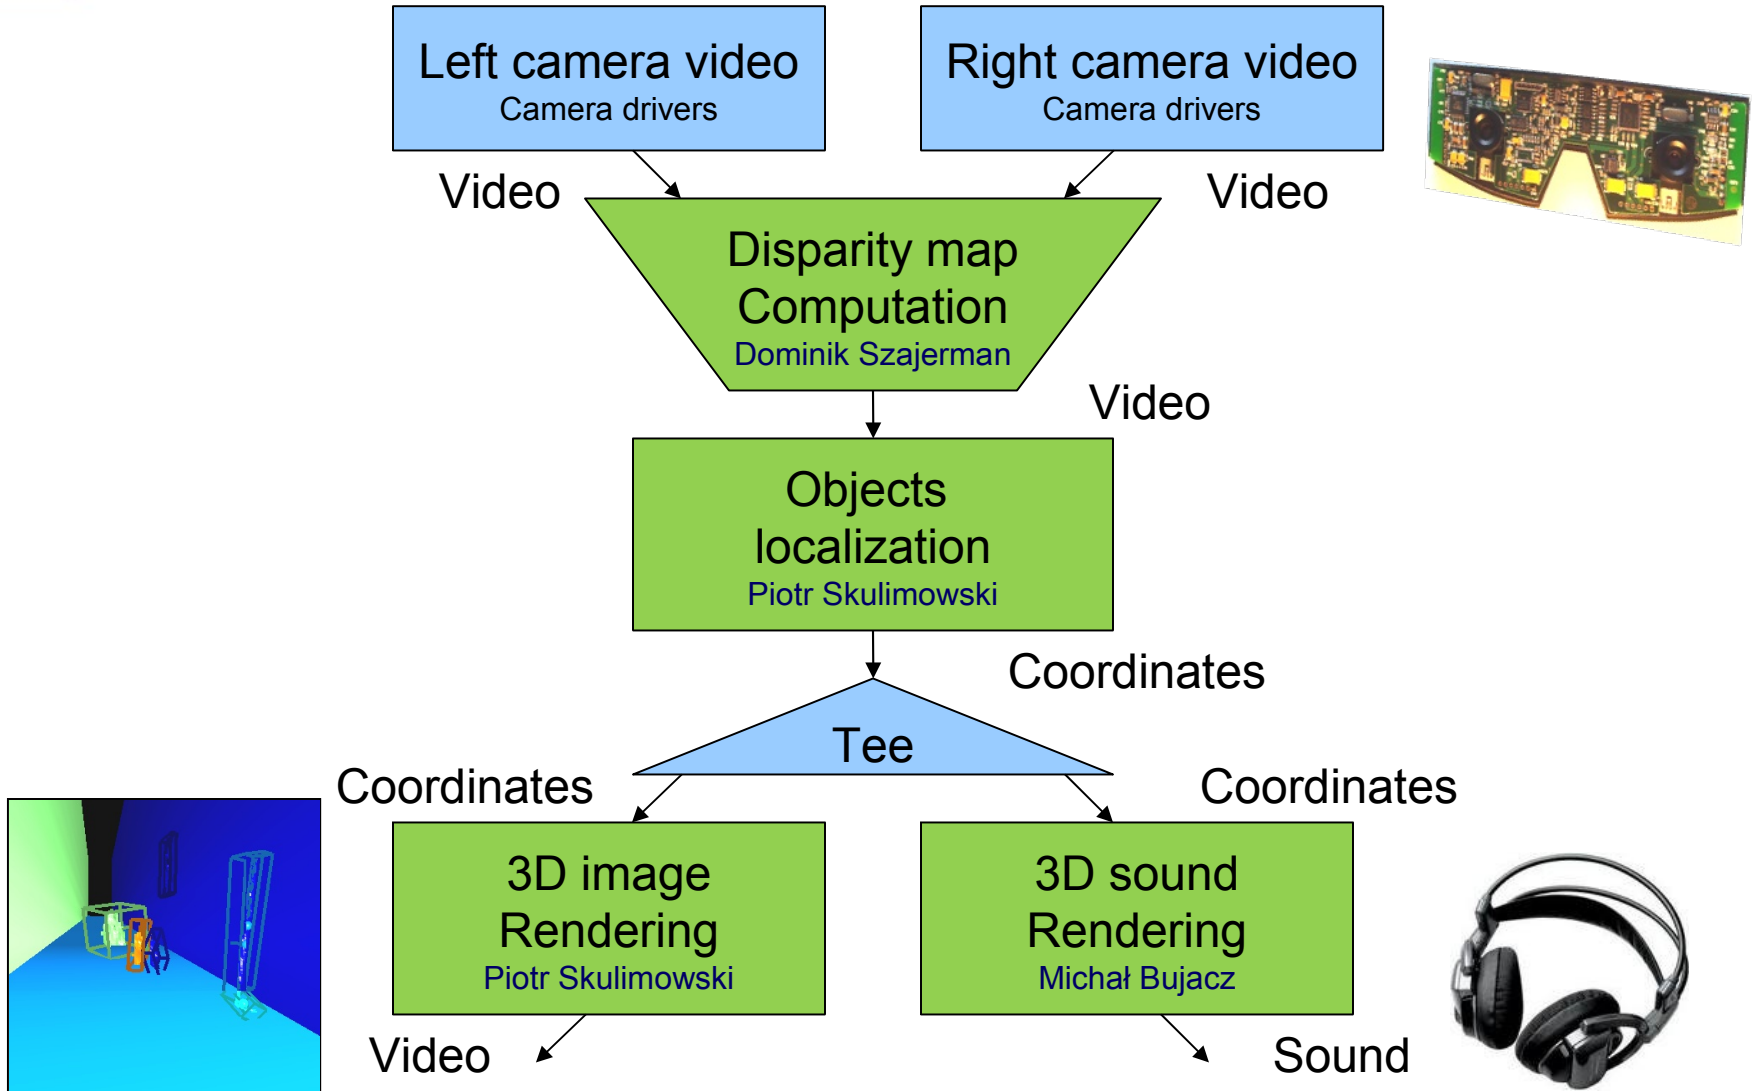 Left camera video
Camera drivers
Right camera video
Camera drivers
Video
Video
Disparity map
Computation
Dominik Szajerman
Video
Objects
localization
Piotr Skulimowski
Coordinates
Tee
Coordinates
Coordinates
3D image
Rendering
Piotr Skulimowski
3D sound
Rendering
Michał Bujacz
Video
Sound